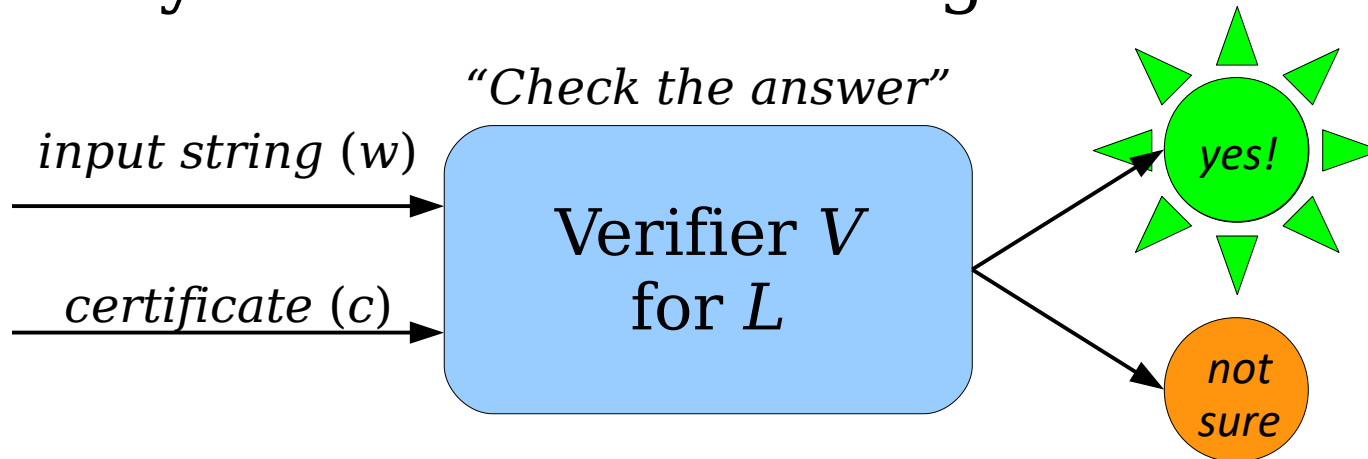 “Check the answer”
input string (w)
yes!
Verifier V
for L
certificate (c)
not
sure